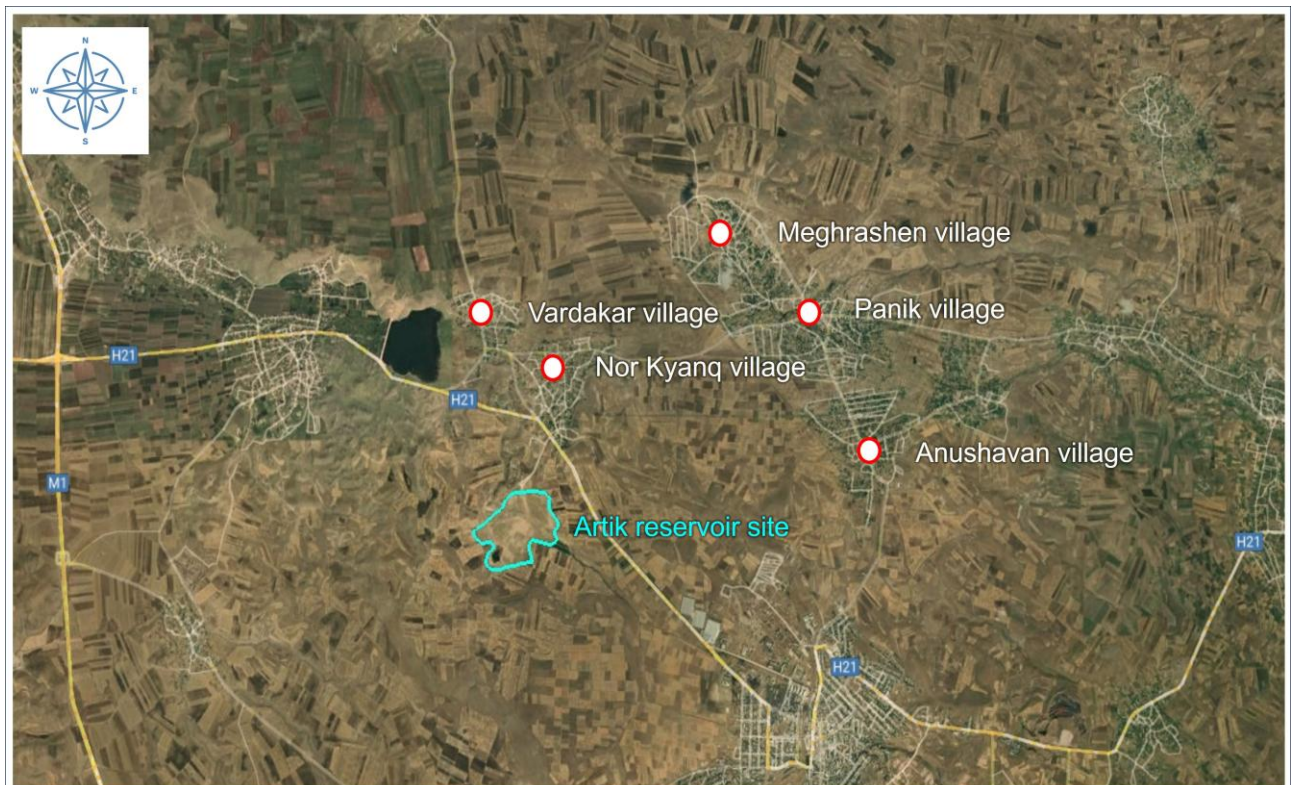 N
W E
S
Meghrashen village
Vardakar village
Panik village
H21
Nor Kyanq village
H21
Anushavan village
M1
Artik reservoir site
H21
H21